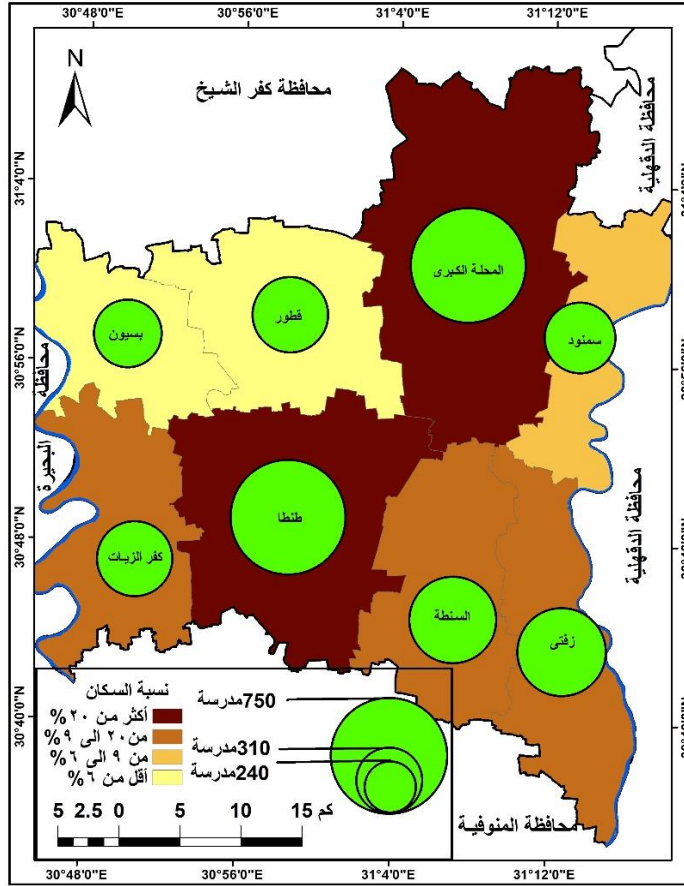 30°48'0"E 30°56'0"E 31°4'0"E 31°12'0"E
N
محافظة كفر الشيخ
محافظة الدقهلية
31°4'0"N
المحلة الكبرى
قطور
بسيون
سمنود
30°56'0"N
محافظة
البحيرة
طنطا
محافظة الدقهلية
30°48'0"N
كفر الزيات
السنطة
زفتى
30°40'0"N
نسبة السكان
أكثر من ٢٠ %
من ٢٠ الى ٩ %
من ٩ الى ٦ %
أقل من ٦ %
750مدرسة
310مدرسة
240مدرسة
5 2.5 0 5 10 15 كم
محافظة المنوفية
30°48'0"E 30°56'0"E 31°4'0"E 31°12'0"E